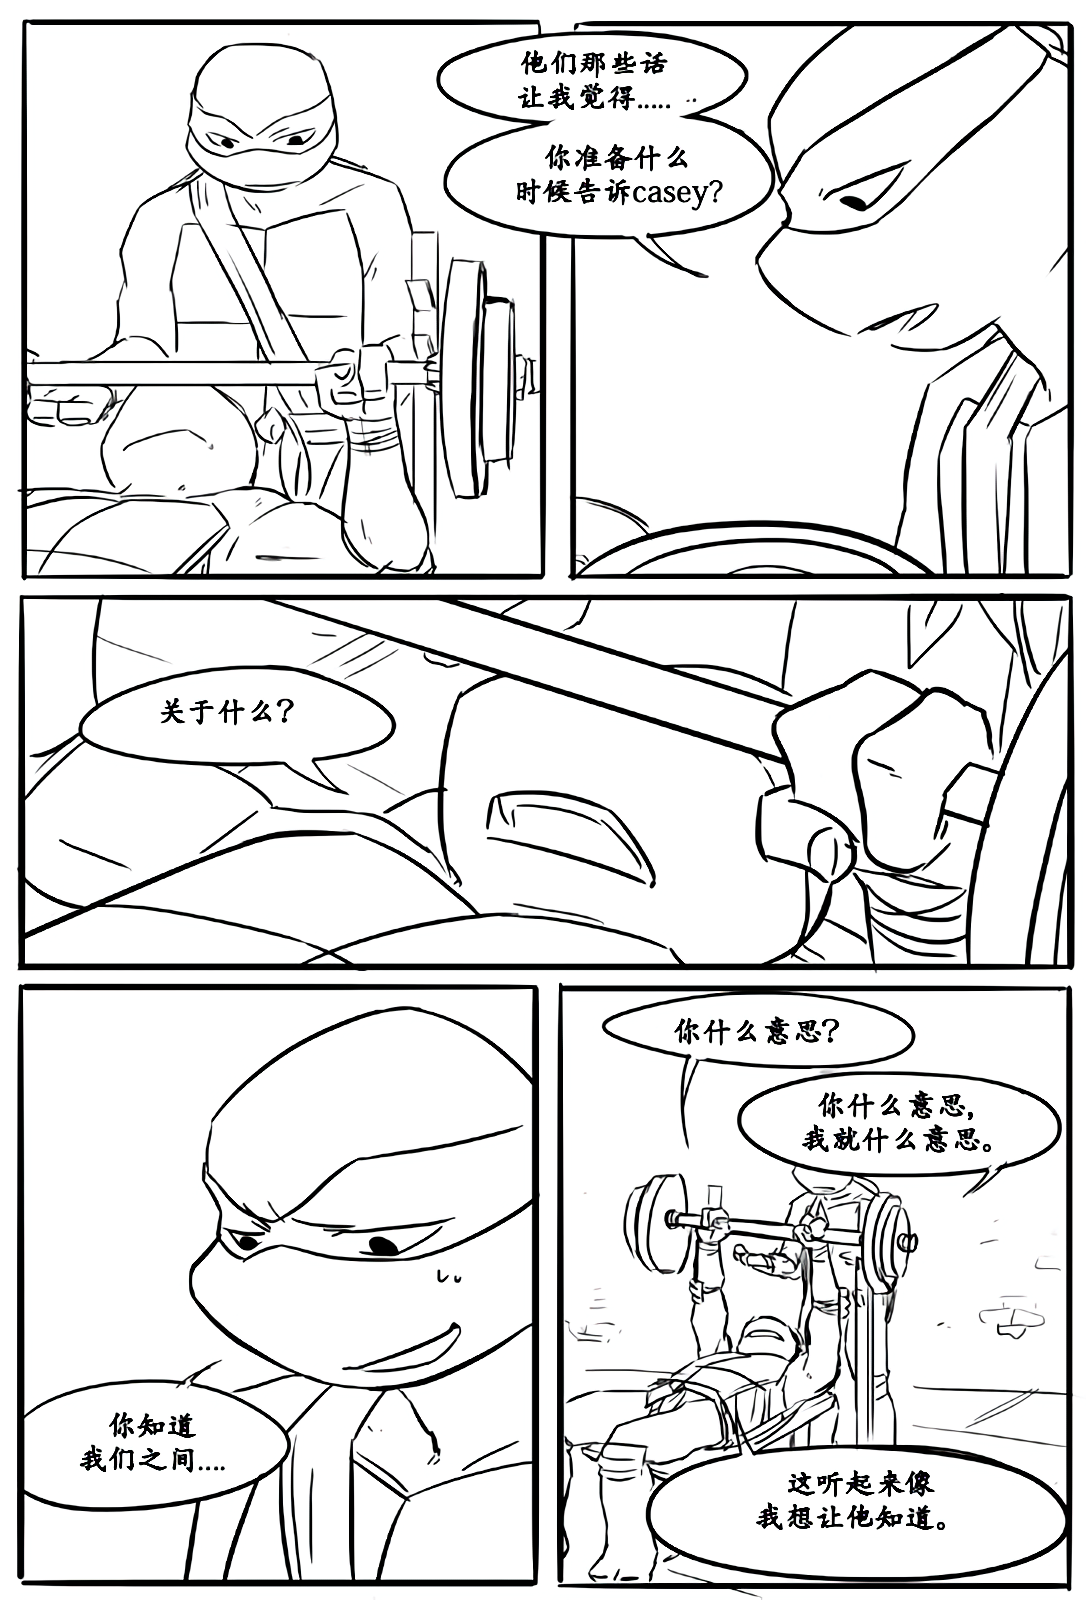 他们那些话
让我觉得.....
你准备什么
时候告诉casey?
关于什么?
你知道
我们之间....
你什么意思?
你什么意思,
我就什么意思。
这听起来像
我想让他知道。